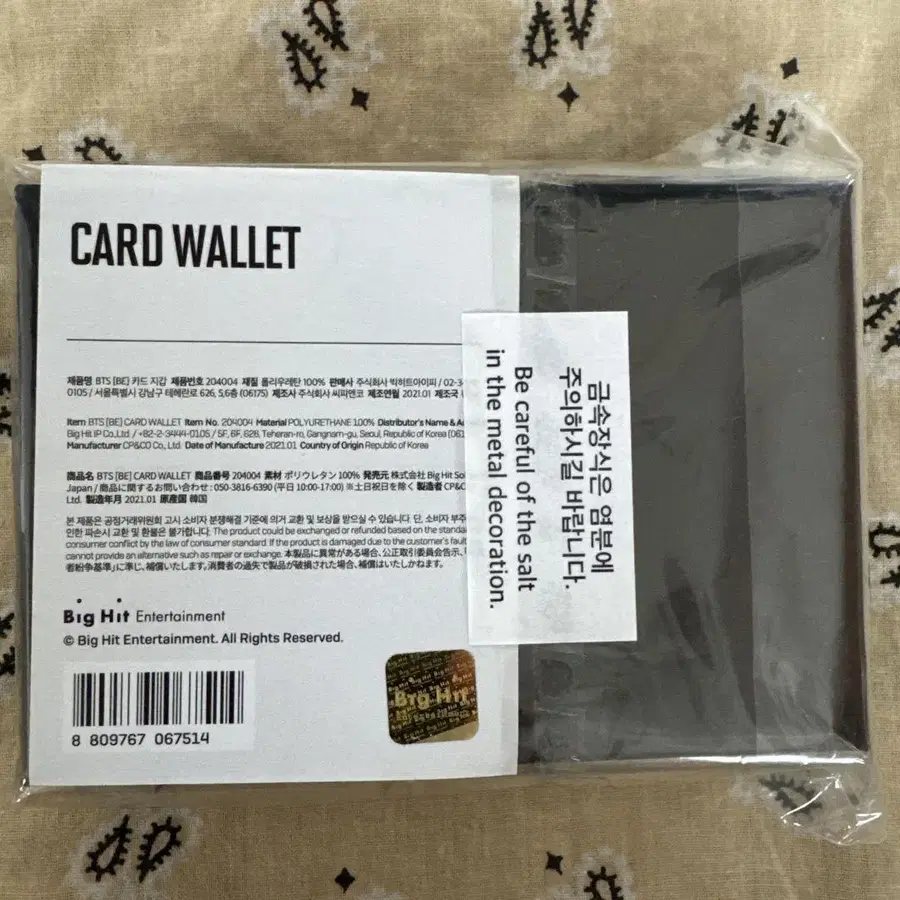 CARD WALLET
제품명 BTS [BE] 카드 지갑 제품번호 204004 재질 폴리우레탄 100% 판매사 주식회사 빅히트아이피 / 02-3
0105 / 서울특별시 강남구 테헤란로 626, 5,6층 (06175) 제조사 주식회사 씨피엔코 제조연월 2021.01 제조국
Item BTS [BE] CARD WALLET Item No. 204004 Material POLYURETHANE 100% Distributor's Name & A
Big Hit IP Co.,Ltd. / +82-2-3444-0105 / 5F, 6F, 626, Teheran-ro, Gangnam-gu, Seoul, Republic of Korea (061
Manufacturer CP&CO Co., Ltd. Date of Manufacture 2021.01 Country of Origin Republic of Korea
商品名 BTS [BE] CARD WALLET 商品番号 204004 素材 ポリウレタン 100% 発売元 株式会社 Big Hit So
Japan / 商品に関するお問い合わせ : 050-3816-6390 (平日 10:00-17:00) ※土日祝日を除く 製造者 CP&C
Ltd. 製造年月 2021.01 原産国 韓国
본 제품은 공정거래위원회 고시 소비자 분쟁해결 기준에 의거 교환 및 보상을 받으실 수 있습니다. 단, 소비자 부주
인한 파손시 교환 및 환불은 불가합니다. The product could be exchanged or refunded based on the standa
consumer conflict by the law of consumer standard. If the product is damaged due to the customer's fault
cannot provide an alternative such as repair or exchange. 本製品に異常がある場合、公正取引委員会告示、
者紛争基準」に準じ、補償いたします。消費者の過失で製品が破損された場合、補償はいたしかねます。
Big Hit Entertainment
© Big Hit Entertainment. All Rights Reserved.
8 809767 067514
Big Hit
금속장식은 염분에
주의하시길 바랍니다.
Be careful of the salt
in the metal decoration.